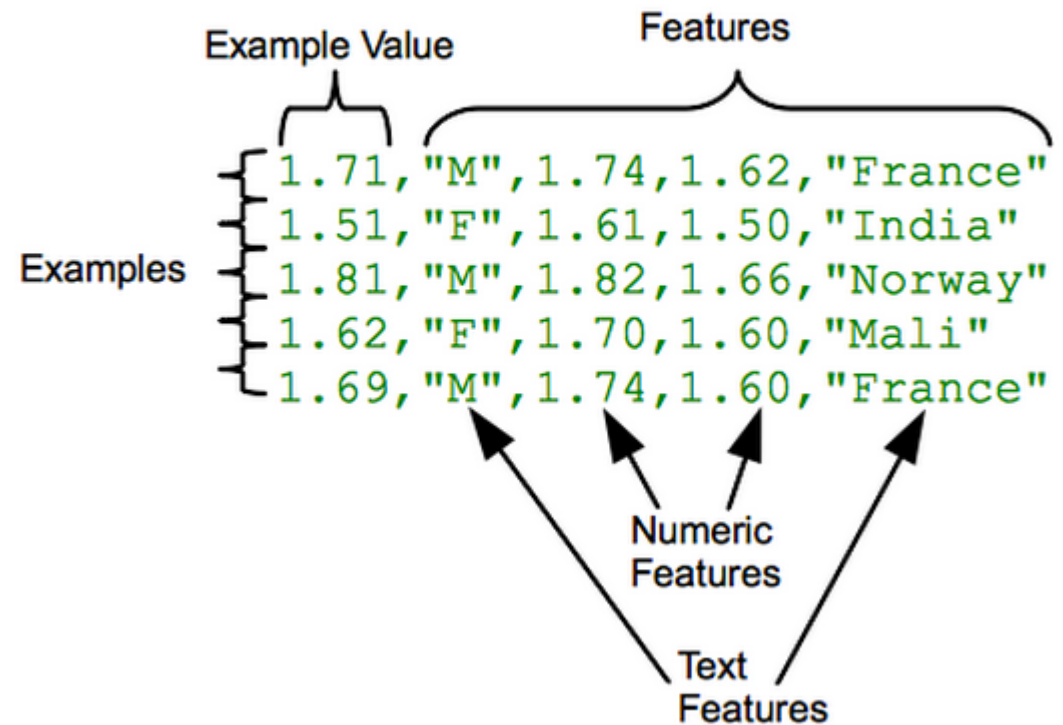 Features
Example Value
1.71,"M",1.74,1.62,"France"
1.51,"F",1.61,1.50,"India"
Examples
1.81,"M",1.82,1.66,"Norway"
1.62,"F",1.70,1.60,"Mali"
1.69,"M",1.74,1.60,"France"
Numeric
Features
Text
Features